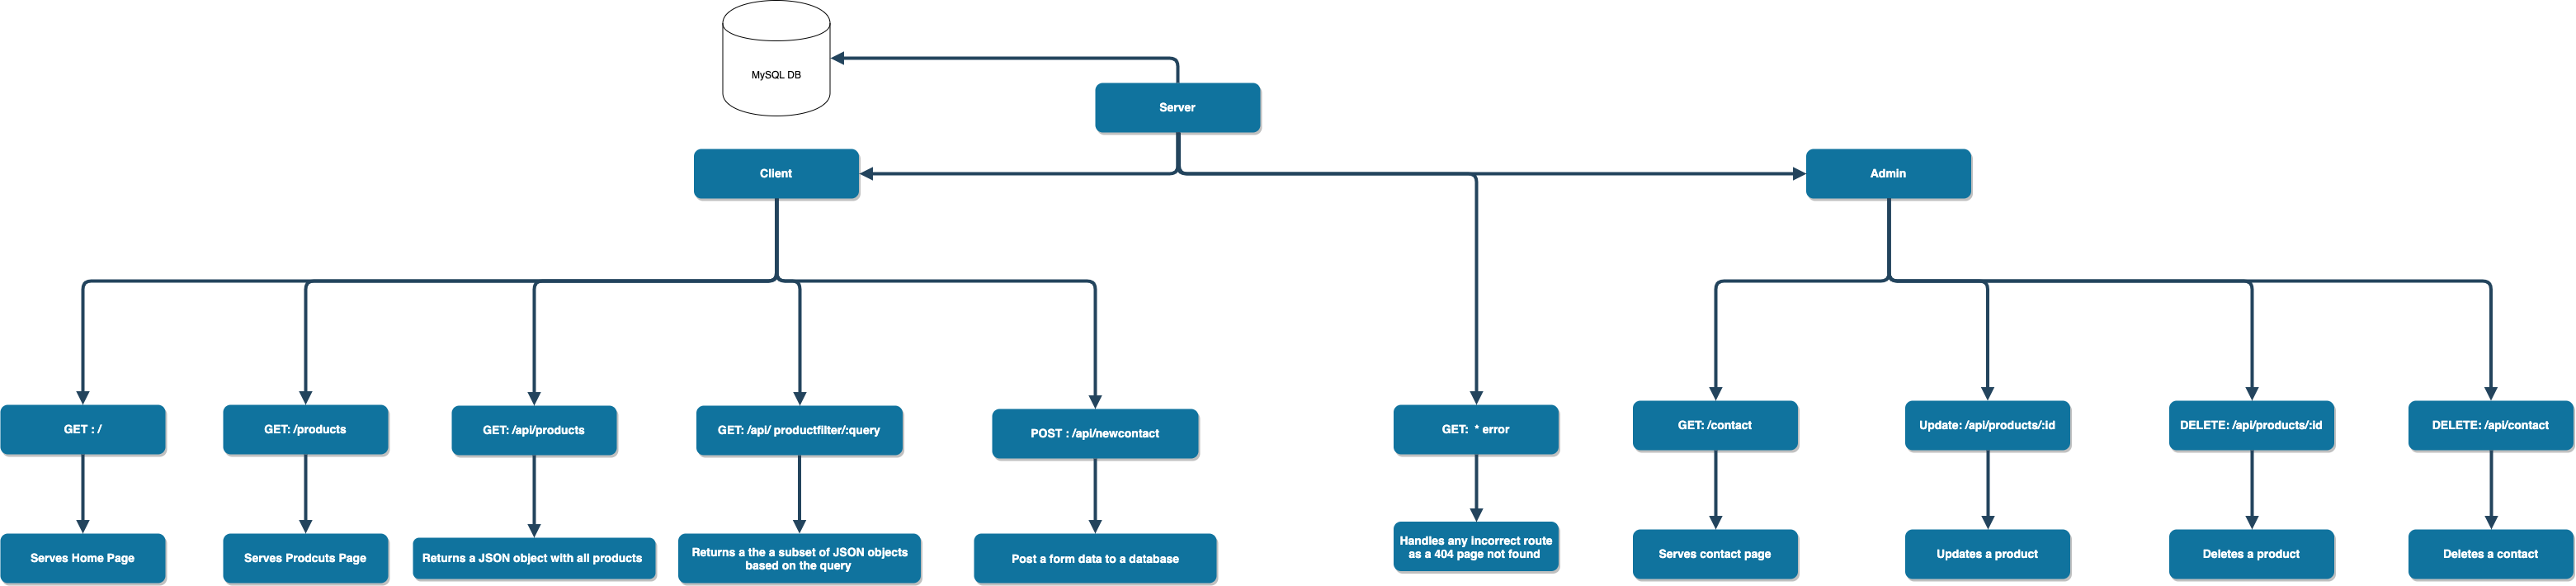 MySQL DB
Server
Client
Admin
GET : /
GET: /products
GET: /api/products
GET: /api/ productfilter/:query
POST : /api/newcontact
GET:  * error
GET: /contact
Update: /api/products/:id
DELETE: /api/products/:id
DELETE: /api/contact
Serves Home Page
Serves Prodcuts Page
Returns a JSON object with all products
Returns a the a subset of JSON objects
based on the query
Post a form data to a database
Handles any incorrect route
as a 404 page not found
Serves contact page
Updates a product
Deletes a product
Deletes a contact